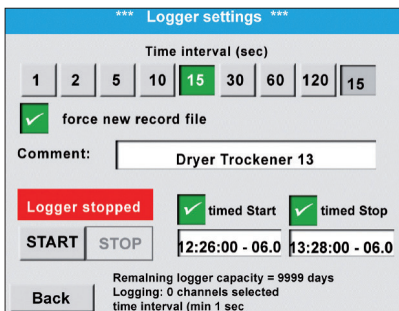 *** Logger settings ***
Time interval (sec)
1 2 5 10 15 30 60 120 15
force new record file
Comment: Dryer Trockener 13
Logger stopped timed Start timed Stop
START STOP 12:26:00 - 06.0 13:28:00 - 06.0
Remaining logger capacity = 9999 days
Logging: 0 channels selected
Back time interval (min 1 sec